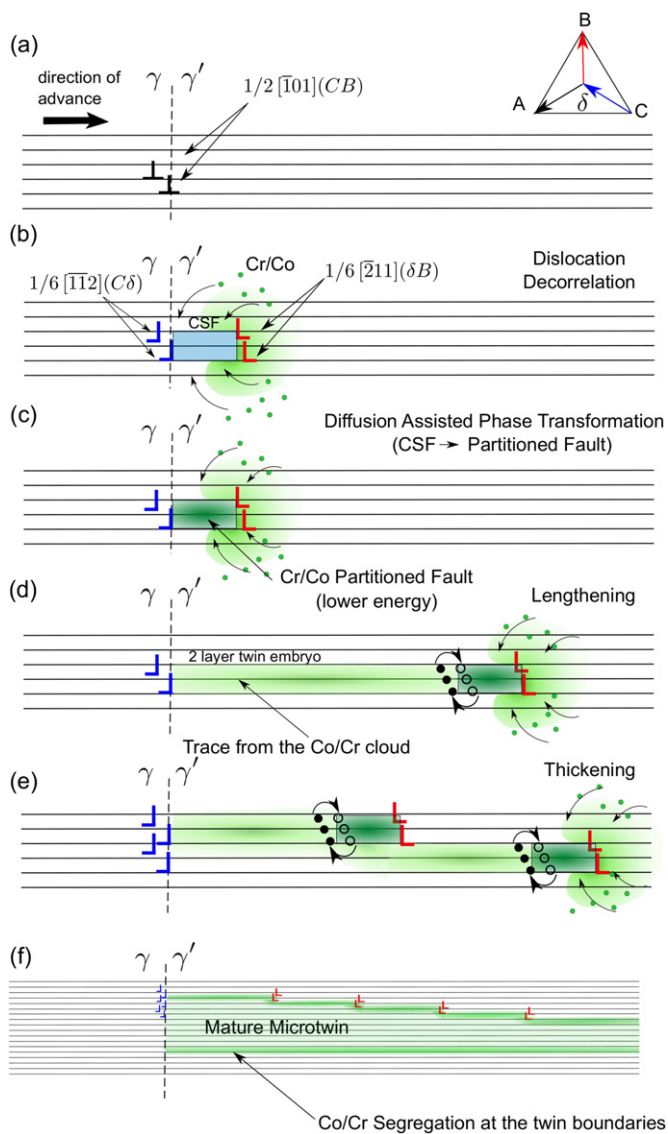 (a)
direction of
advance
γ γ′
1/2 [1̅01](CB)
B
A
δ
C
(b)
γ γ′
1/6 [1̅1̅2](Cδ)
Cr/Co
1/6 [2̅11](δB)
Dislocation
Decorrelation
CSF
(c)
γ γ′
Diffusion Assisted Phase Transformation
(CSF → Partitioned Fault)
Cr/Co Partitioned Fault
(lower energy)
(d)
γ γ′
Lengthening
2 layer twin embryo
Trace from the Co/Cr cloud
(e)
γ γ′
Thickening
(f)
γ γ′
Mature Microtwin
Co/Cr Segregation at the twin boundaries